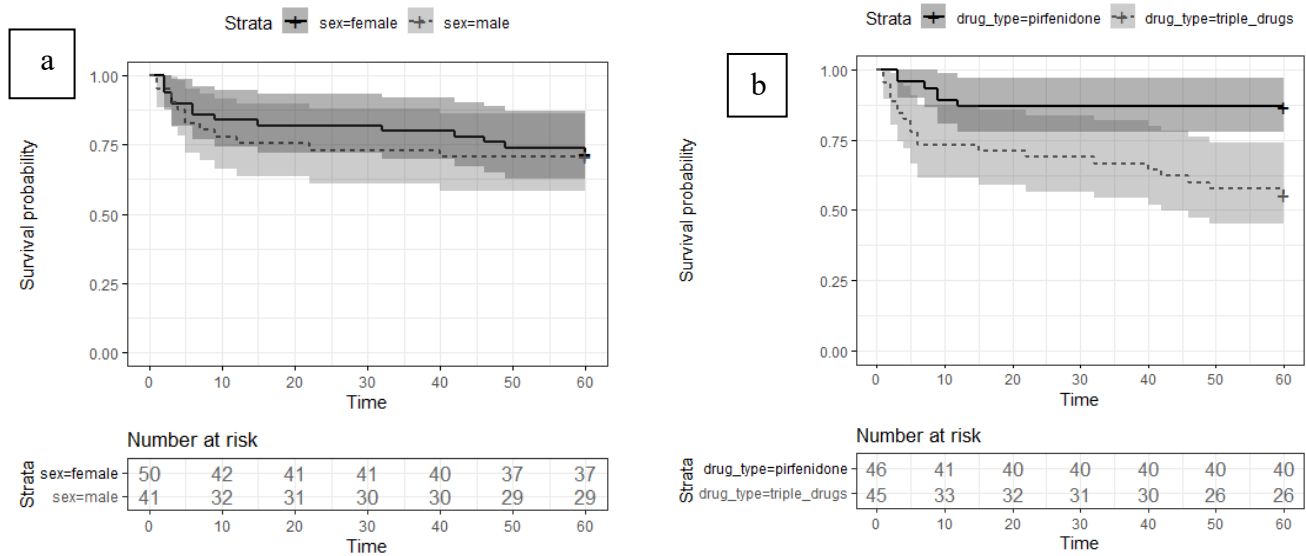 Strata sex=female sex=male
a
1.00
0.75
0.50
0.25
0.00
Survival probability
0 10 20 30 40 50 60
Time
Number at risk
Strata
sex=female 50 42 41 41 40 37 37
sex=male 41 32 31 30 30 29 29
0 10 20 30 40 50 60
Time
Strata drug_type=pirfenidone drug_type=triple_drugs
b
1.00
0.75
0.50
0.25
0.00
Survival probability
0 10 20 30 40 50 60
Time
Number at risk
Strata
drug_type=pirfenidone 46 41 40 40 40 40 40
drug_type=triple_drugs 45 33 32 31 30 26 26
0 10 20 30 40 50 60
Time